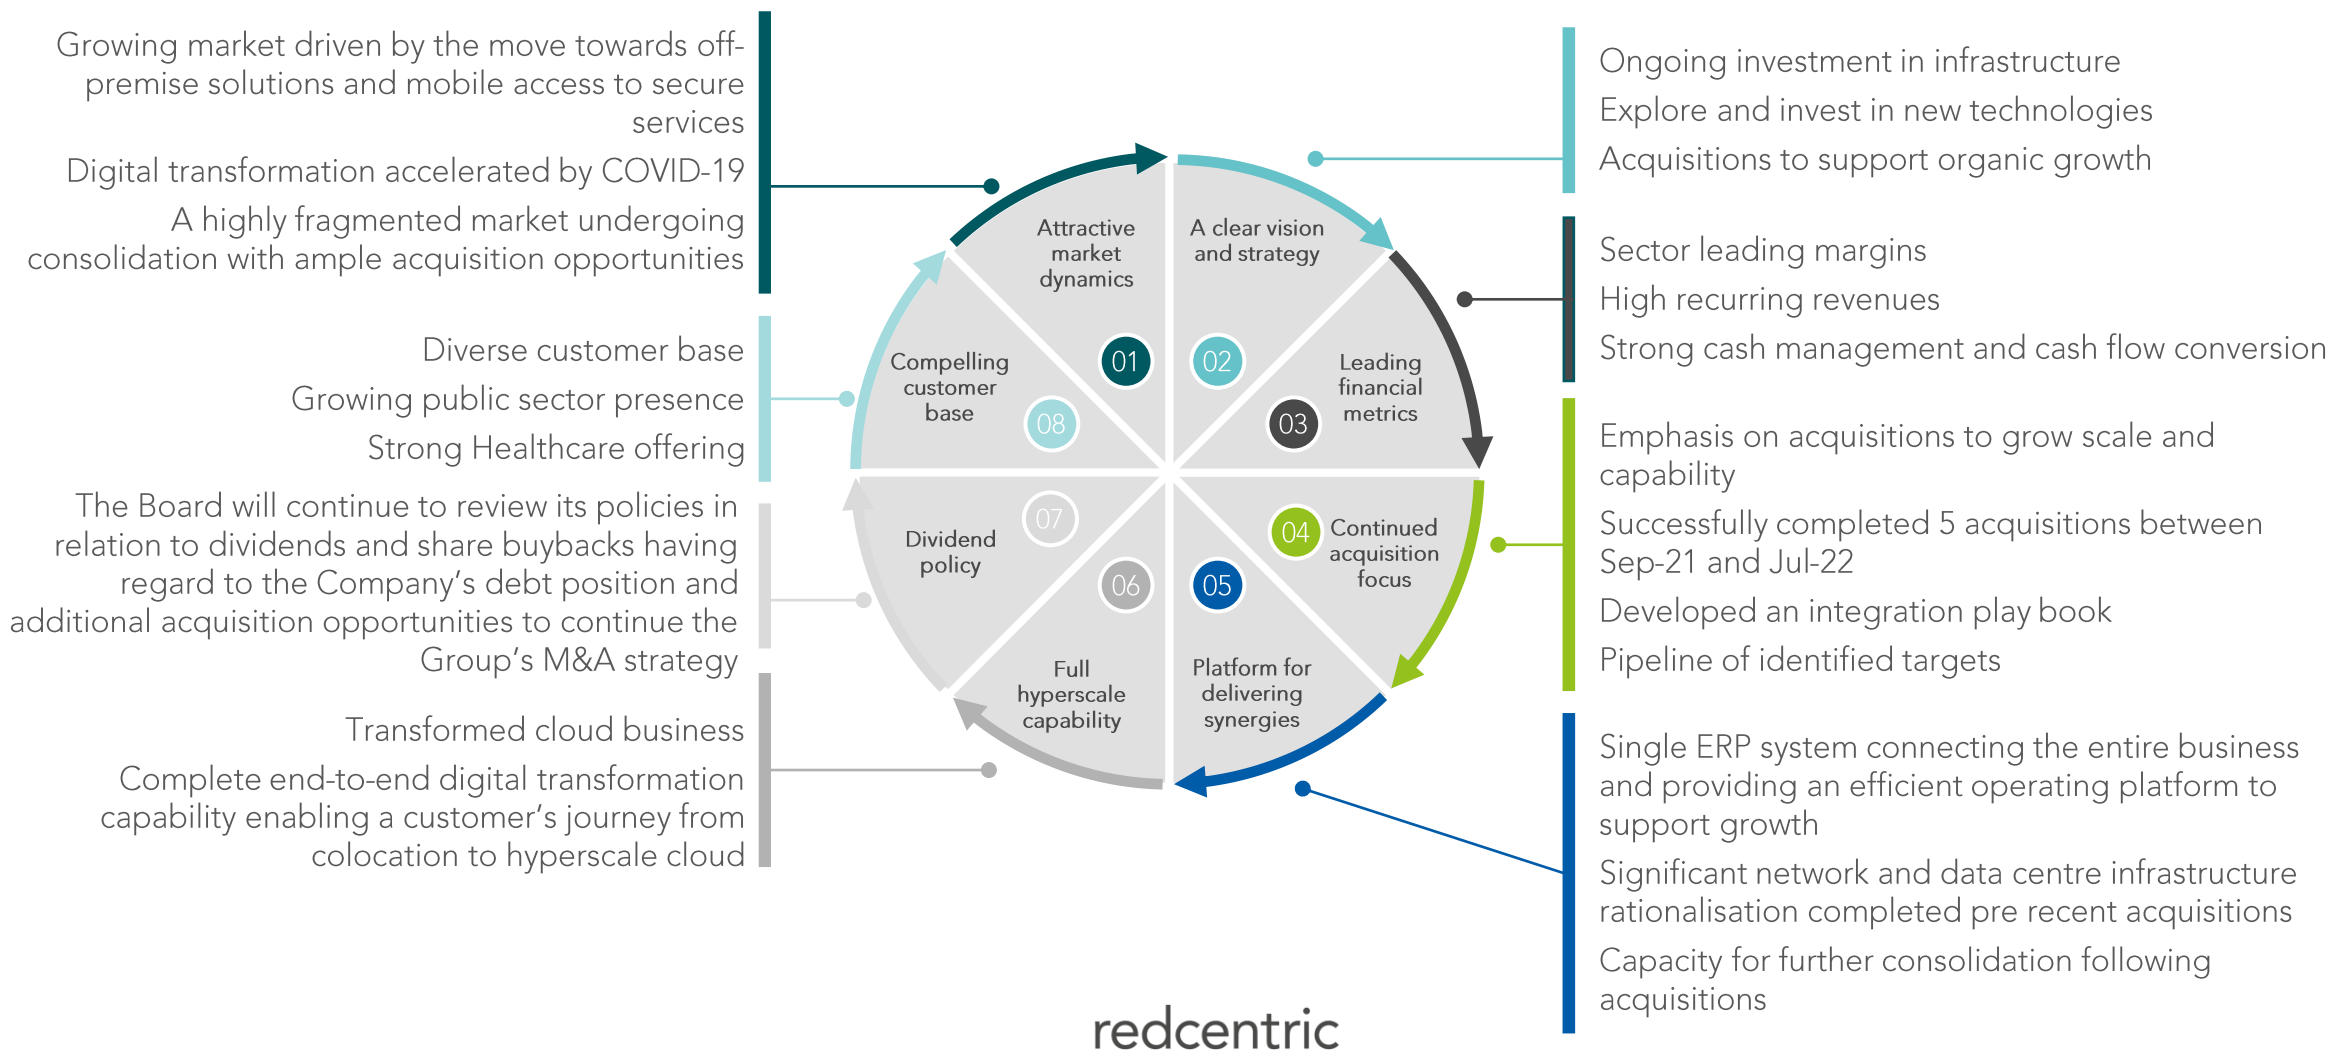 Growing market driven by the move towards off-
premise solutions and mobile access to secure
services
Digital transformation accelerated by COVID-19
A highly fragmented market undergoing
consolidation with ample acquisition opportunities
Diverse customer base
Growing public sector presence
Strong Healthcare offering
The Board will continue to review its policies in
relation to dividends and share buybacks having
regard to the Company's debt position and
additional acquisition opportunities to continue the
Group's M&A strategy
Transformed cloud business
Complete end-to-end digital transformation
capability enabling a customer's journey from
colocation to hyperscale cloud
Attractive
market
dynamics
01
A clear vision
and strategy
02
Leading
financial
metrics
03
Continued
acquisition
focus
04
Platform for
delivering
synergies
05
Full
hyperscale
capability
06
Dividend
policy
07
Compelling
customer
base
08
Ongoing investment in infrastructure
Explore and invest in new technologies
Acquisitions to support organic growth
Sector leading margins
High recurring revenues
Strong cash management and cash flow conversion
Emphasis on acquisitions to grow scale and
capability
Successfully completed 5 acquisitions between
Sep-21 and Jul-22
Developed an integration play book
Pipeline of identified targets
Single ERP system connecting the entire business
and providing an efficient operating platform to
support growth
Significant network and data centre infrastructure
rationalisation completed pre recent acquisitions
Capacity for further consolidation following
acquisitions
redcentric